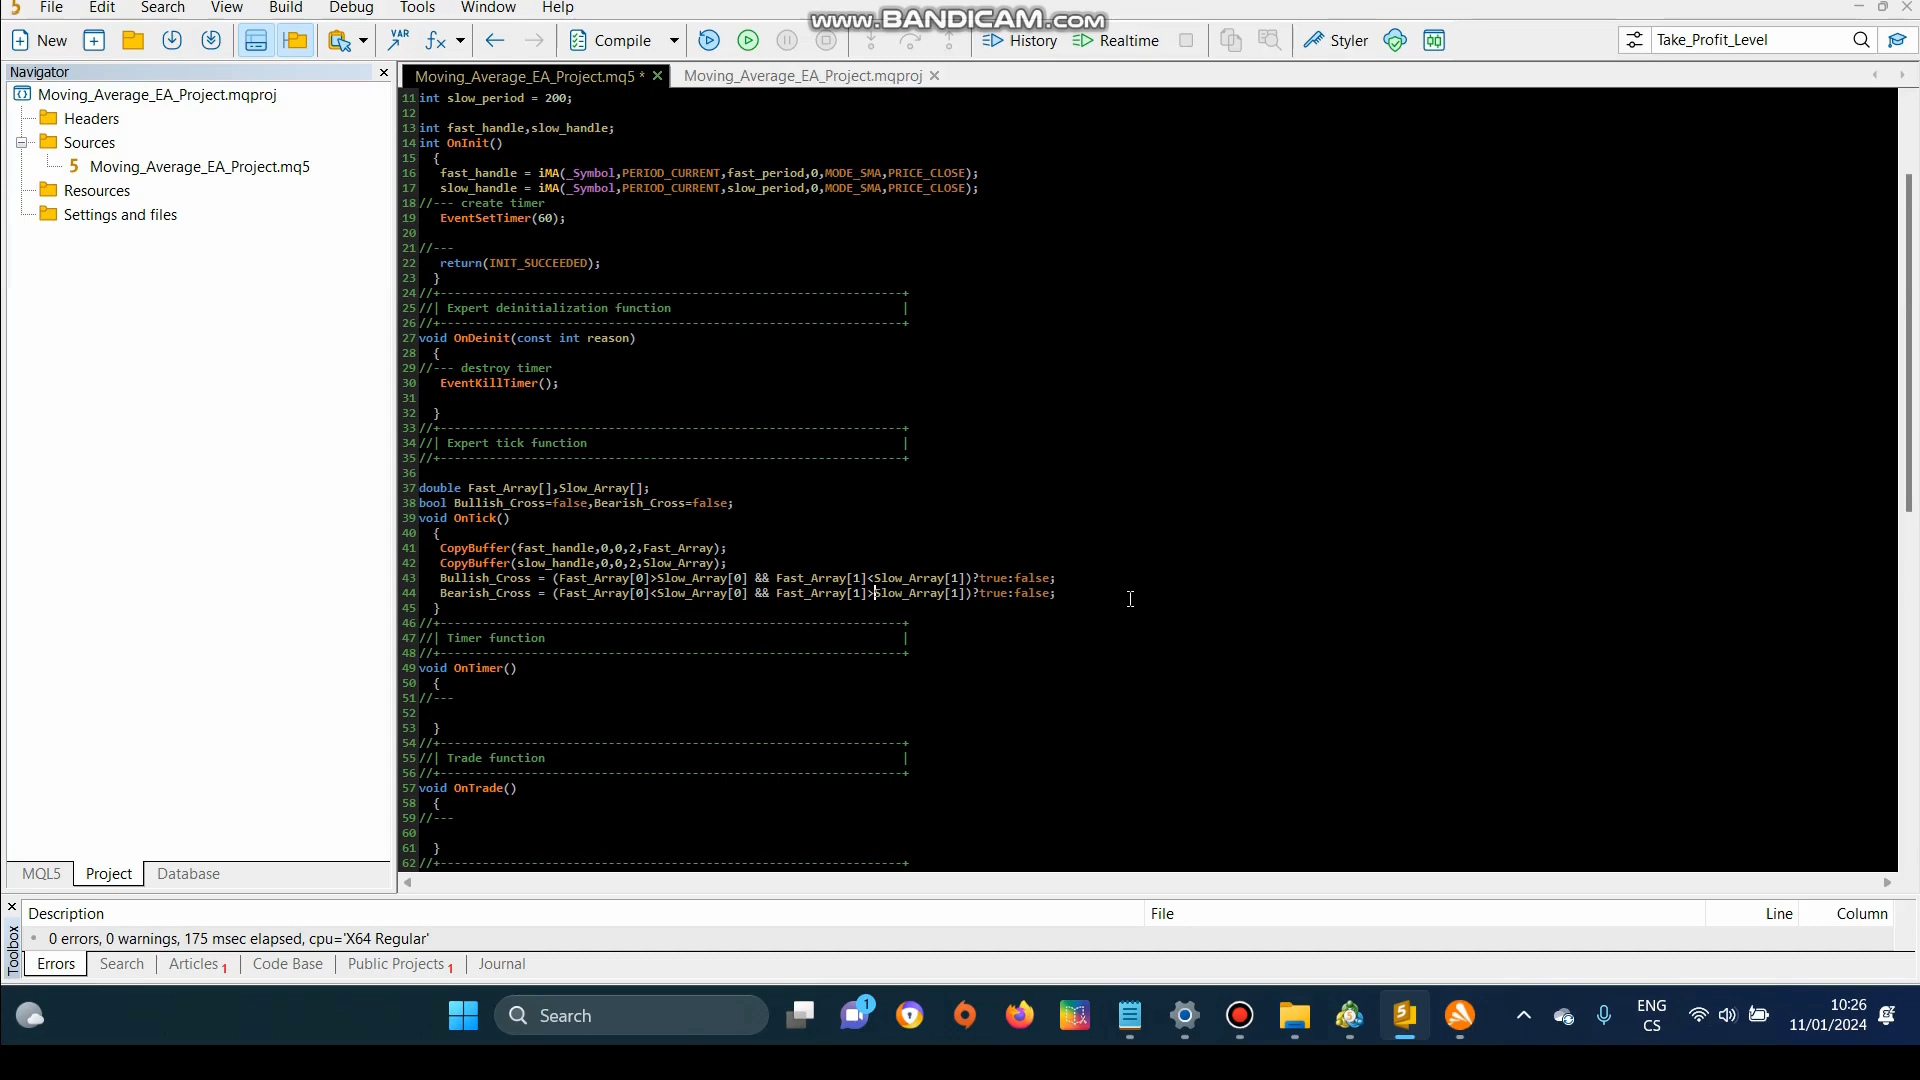 www.BANDICAM.com
File Edit Search View Build Debug Tools Window Help
New VAR fx Compile History Realtime Styler Take_Profit_Level
Navigator
Moving_Average_EA_Project.mqproj
Headers
Sources
5 Moving_Average_EA_Project.mq5
Resources
Settings and files
MQL5 Project Database
Moving_Average_EA_Project.mq5 * Moving_Average_EA_Project.mqproj
11 int slow_period = 200;
12
13 int fast_handle,slow_handle;
14 int OnInit()
15 {
16 fast_handle = iMA(_Symbol,PERIOD_CURRENT,fast_period,0,MODE_SMA,PRICE_CLOSE);
17 slow_handle = iMA(_Symbol,PERIOD_CURRENT,slow_period,0,MODE_SMA,PRICE_CLOSE);
18 //--- create timer
19 EventSetTimer(60);
20
21 //---
22 return(INIT_SUCCEEDED);
23 }
24 //+------------------------------------------------------------------+
25 //| Expert deinitialization function |
26 //+------------------------------------------------------------------+
27 void OnDeinit(const int reason)
28 {
29 //--- destroy timer
30 EventKillTimer();
31
32 }
33 //+------------------------------------------------------------------+
34 //| Expert tick function |
35 //+------------------------------------------------------------------+
36
37 double Fast_Array[],Slow_Array[];
38 bool Bullish_Cross=false,Bearish_Cross=false;
39 void OnTick()
40 {
41 CopyBuffer(fast_handle,0,0,2,Fast_Array);
42 CopyBuffer(slow_handle,0,0,2,Slow_Array);
43 Bullish_Cross = (Fast_Array[0]>Slow_Array[0] && Fast_Array[1]<Slow_Array[1])?true:false;
44 Bearish_Cross = (Fast_Array[0]<Slow_Array[0] && Fast_Array[1]>Slow_Array[1])?true:false;
45 }
46 //+------------------------------------------------------------------+
47 //| Timer function |
48 //+------------------------------------------------------------------+
49 void OnTimer()
50 {
51 //---
52
53 }
54 //+------------------------------------------------------------------+
55 //| Trade function |
56 //+------------------------------------------------------------------+
57 void OnTrade()
58 {
59 //---
60
61 }
62 //+------------------------------------------------------------------+
Toolbox
Description File Line Column
0 errors, 0 warnings, 175 msec elapsed, cpu='X64 Regular'
Errors Search Articles 1 Code Base Public Projects 1 Journal
Search 1 5 ENG 10:26
CS 11/01/2024